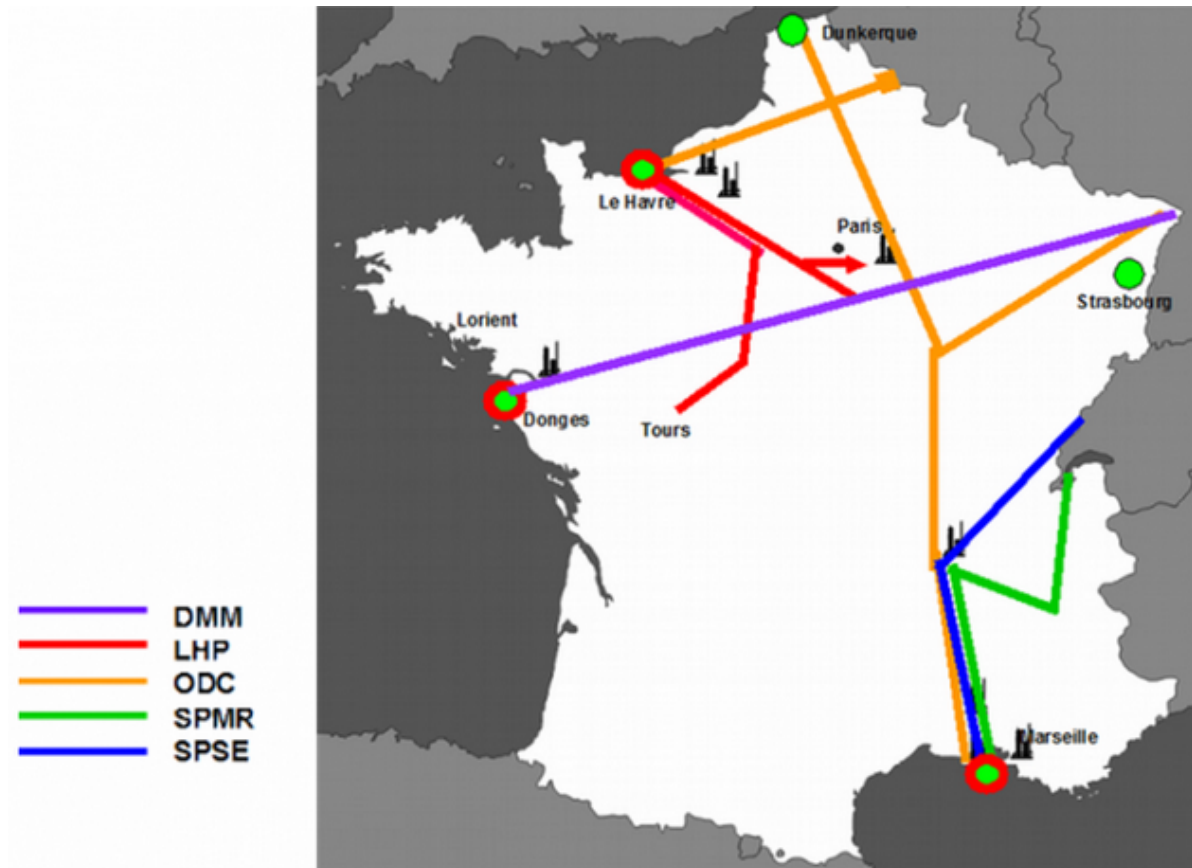 Dunkerque
Le Havre
Paris
Strasbourg
Lorient
Donges
Tours
Marseille
DMM
LHP
ODC
SPMR
SPSE